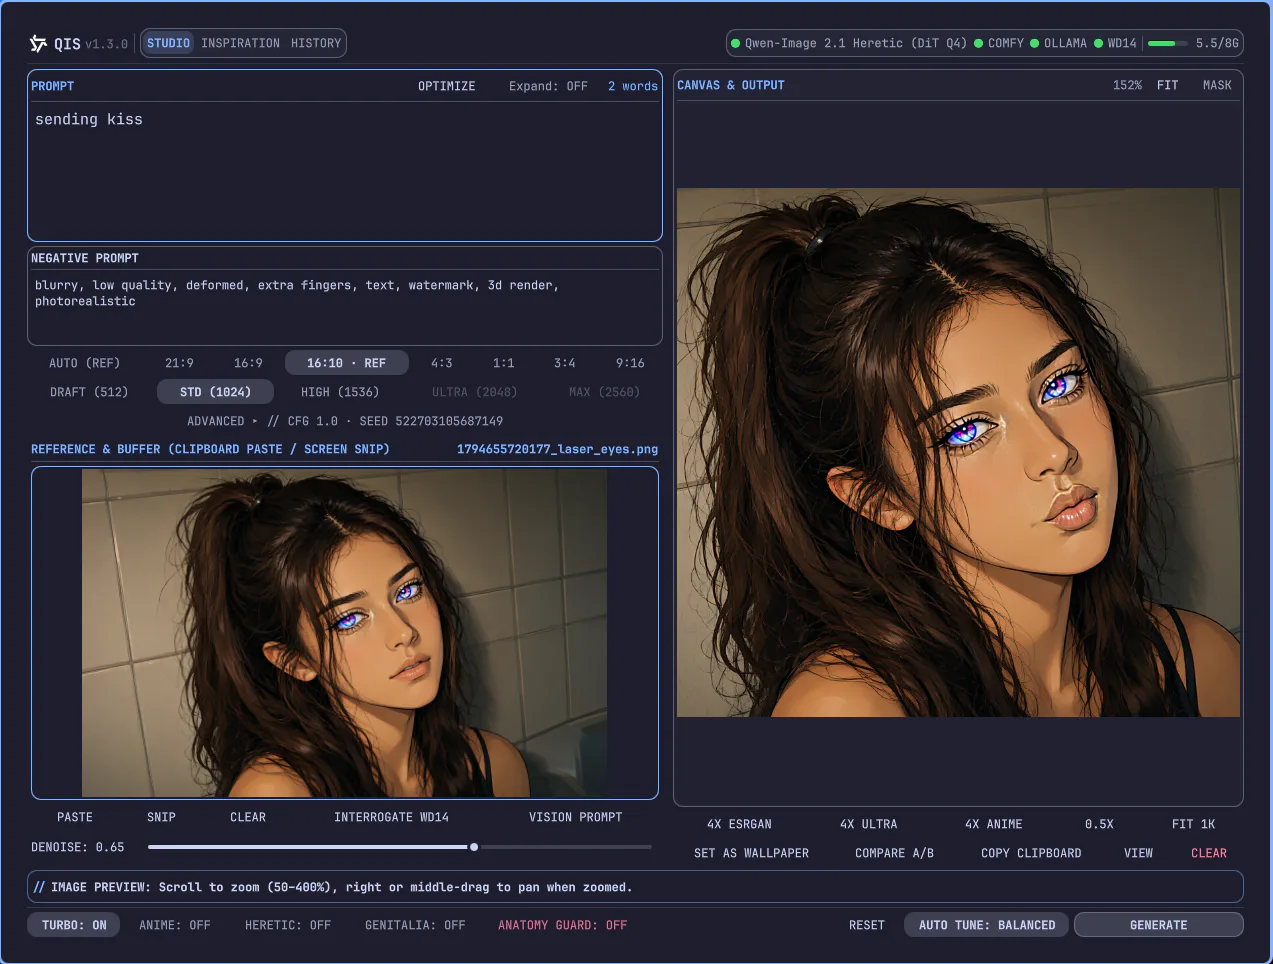 QIS v1.3.0 STUDIO INSPIRATION HISTORY
Qwen-Image 2.1 Heretic (DiT Q4) COMFY OLLAMA WD14 5.5/8G
PROMPT OPTIMIZE Expand: OFF 2 words
sending kiss
NEGATIVE PROMPT
blurry, low quality, deformed, extra fingers, text, watermark, 3d render,
photorealistic
AUTO (REF) 21:9 16:9 16:10 · REF 4:3 1:1 3:4 9:16
DRAFT (512) STD (1024) HIGH (1536) ULTRA (2048) MAX (2560)
ADVANCED ▸ // CFG 1.0 · SEED 522703105687149
REFERENCE & BUFFER (CLIPBOARD PASTE / SCREEN SNIP) 1794655720177_laser_eyes.png
PASTE SNIP CLEAR INTERROGATE WD14 VISION PROMPT
DENOISE: 0.65
CANVAS & OUTPUT 152% FIT MASK
4X ESRGAN 4X ULTRA 4X ANIME 0.5X FIT 1K
SET AS WALLPAPER COMPARE A/B COPY CLIPBOARD VIEW CLEAR
// IMAGE PREVIEW: Scroll to zoom (50–400%), right or middle-drag to pan when zoomed.
TURBO: ON ANIME: OFF HERETIC: OFF GENITALIA: OFF ANATOMY GUARD: OFF RESET AUTO TUNE: BALANCED GENERATE